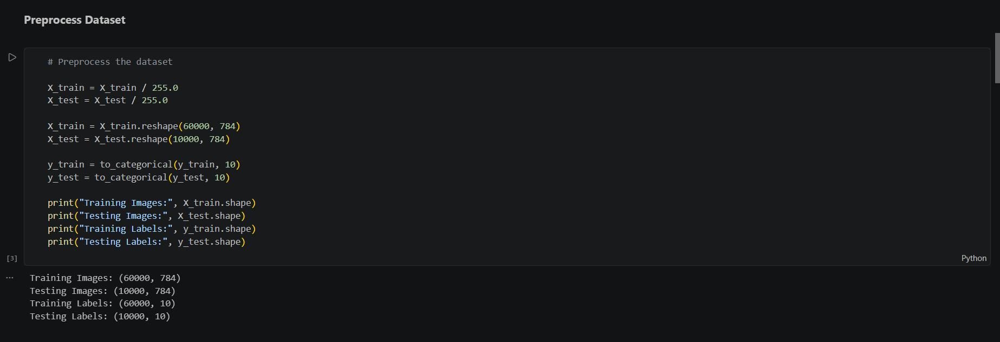 Preprocess Dataset
# Preprocess the dataset
X_train = X_train / 255.0
X_test = X_test / 255.0
X_train = X_train.reshape(60000, 784)
X_test = X_test.reshape(10000, 784)
y_train = to_categorical(y_train, 10)
y_test = to_categorical(y_test, 10)
print("Training Images:", X_train.shape)
print("Testing Images:", X_test.shape)
print("Training Labels:", y_train.shape)
print("Testing Labels:", y_test.shape)
[3]
Python
...
Training Images: (60000, 784)
Testing Images: (10000, 784)
Training Labels: (60000, 10)
Testing Labels: (10000, 10)